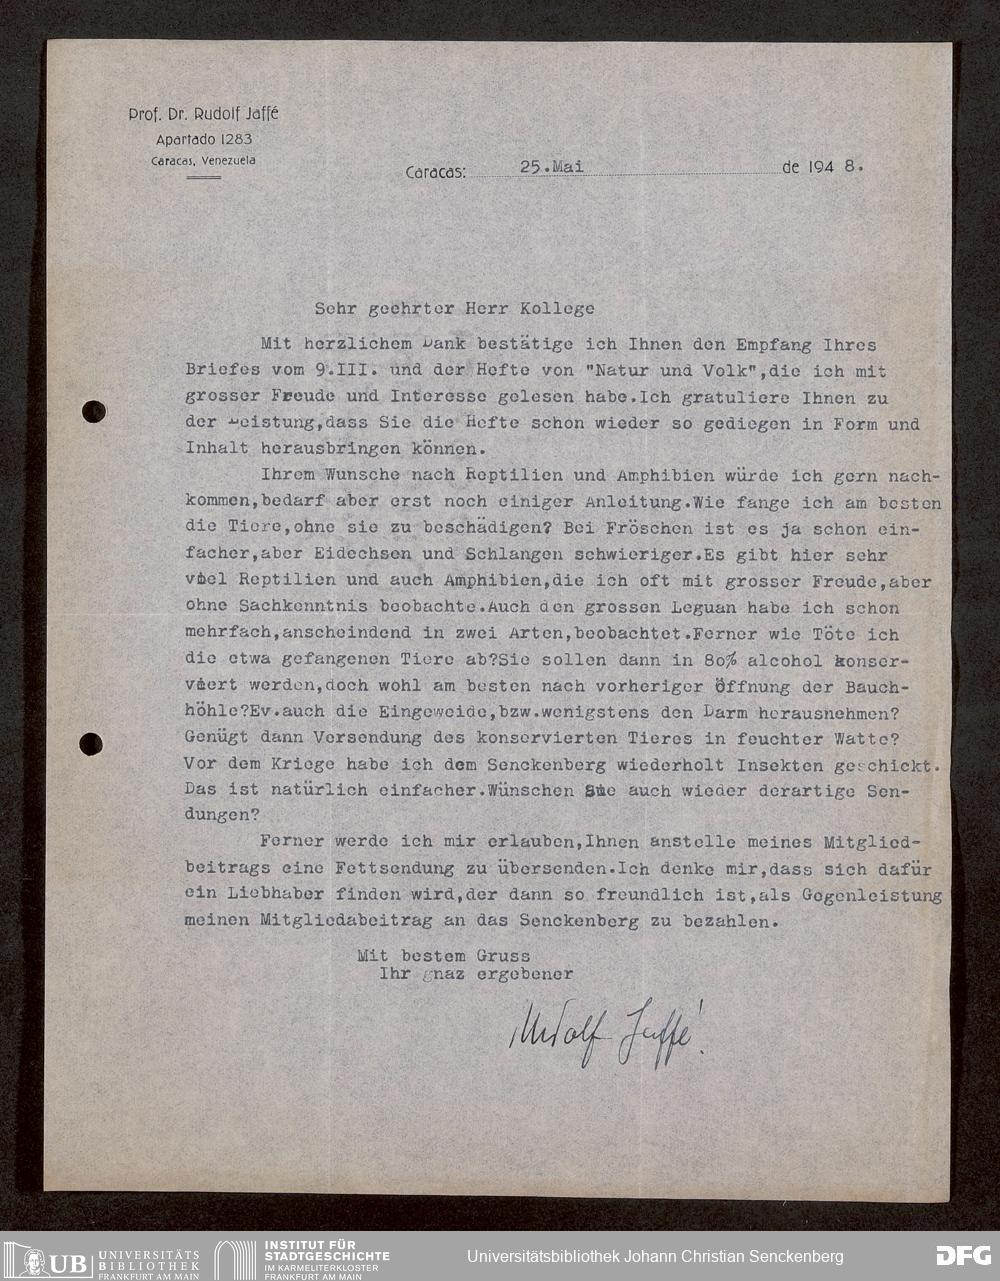 Prof. Dr. Rudolf Jaffé
Apartado 1283
Caracas, Venezuela
Caracas: 25.Mai de 194 8.
Sehr geehrter Herr Kollege
Mit herzlichem Dank bestätige ich Ihnen den Empfang Ihres
Briefes vom 9.III. und der Hefte von "Natur und Volk",die ich mit
grosser Freude und Interesse gelesen habe.Ich gratuliere Ihnen zu
der Leistung,dass Sie die Hefte schon wieder so gediegen in Form und
Inhalt herausbringen können.
Ihrem Wunsche nach Reptilien und Amphibien würde ich gern nach-
kommen,bedarf aber erst noch einiger Anleitung.Wie fange ich am besten
die Tiere,ohne sie zu beschädigen? Bei Fröschen ist es ja schon ein-
facher,aber Eidechsen und Schlangen schwieriger.Es gibt hier sehr
viel Reptilien und auch Amphibien,die ich oft mit grosser Freude,aber
ohne Sachkenntnis beobachte.Auch den grossen Leguan habe ich schon
mehrfach,anscheindend in zwei Arten,beobachtet.Ferner wie Töte ich
die etwa gefangenen Tiere ab?Sie sollen dann in 80% alcohol konser-
viert werden,doch wohl am besten nach vorheriger Öffnung der Bauch-
höhle?Ev.auch die Eingeweide,bzw.wenigstens den Darm herausnehmen?
Genügt dann Versendung des konservierten Tieres in feuchter Watte?
Vor dem Kriege habe ich dem Senckenberg wiederholt Insekten geschickt.
Das ist natürlich einfacher.Wünschen Sie auch wieder derartige Sen-
dungen?
Ferner werde ich mir erlauben,Ihnen anstelle meines Mitglied-
beitrags eine Fettsendung zu übersenden.Ich denke mir,dass sich dafür
ein Liebhaber finden wird,der dann so freundlich ist,als Gegenleistung
meinen Mitgliedabeitrag an das Senckenberg zu bezahlen.
Mit bestem Gruss
Ihr gnaz ergebener
Rudolf Jaffé.
UB UNIVERSITÄTS
BIBLIOTHEK
FRANKFURT AM MAIN
INSTITUT FÜR
STADTGESCHICHTE
IM KARMELITERKLOSTER
FRANKFURT AM MAIN
Universitätsbibliothek Johann Christian Senckenberg
DFG